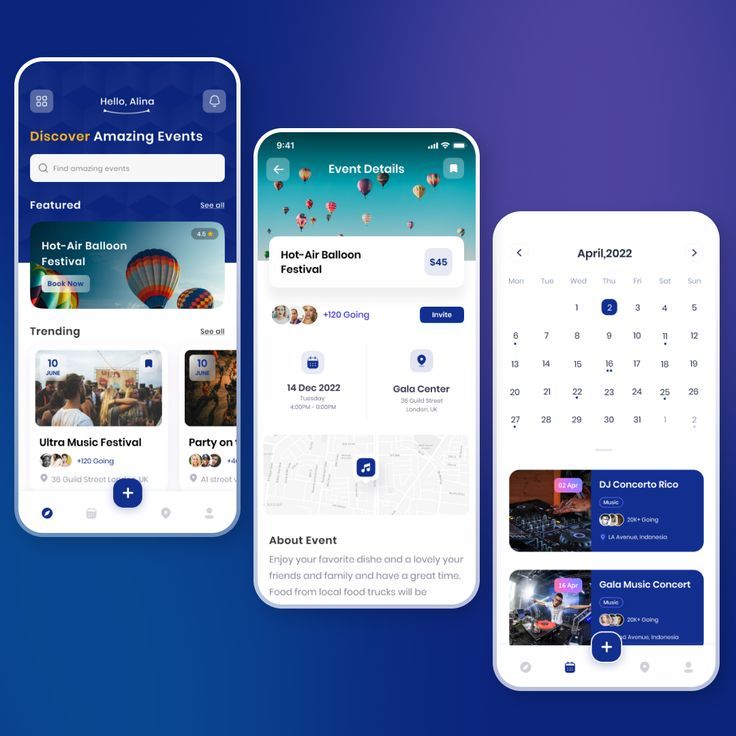 Hello, Alina
Discover Amazing Events
Find amazing events
Featured
See all
4.5
Hot-Air Balloon
Festival
Book Now
Trending
See all
10
JUNE
10
JUNE
Ultra Music Festival
Party on
+120 Going
36 Guild Street London, UK
A1 street
9:41
Event Details
Hot-Air Balloon
Festival
$45
+120 Going
Invite
14 Dec 2022
Tuesday
4:00PM - 9:00PM
Gala Center
36 Guild Street
London, UK
About Event
Enjoy your favorite dishe and a lovely your
friends and family and have a great time.
Food from local food trucks will be
April,2022
Mon Tue Wed Thu Fri Sat Sun
1 2 3 4 5
6 7 8 9 10 11 12
13 14 15 16 17 18 19
20 21 22 23 24 25 26
27 28 29 30 31 1 2
02 Apr
DJ Concerto Rico
Music
20K+ Going
LA Avenue, Indonesia
16 Apr
Gala Music Concert
Music
20K+ Going
Avenue, Indonesia